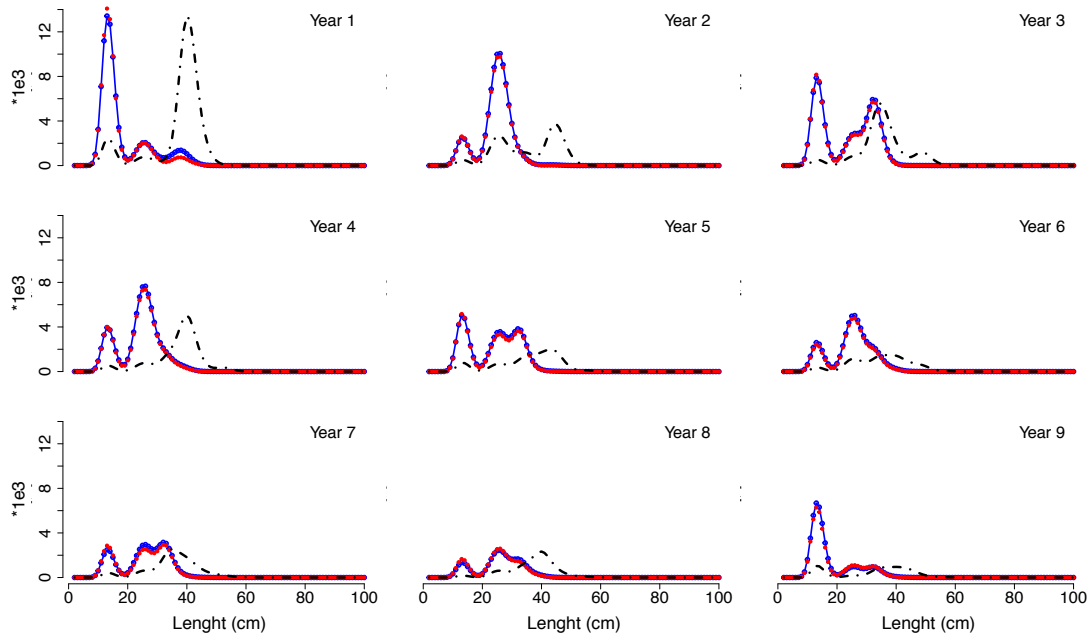 Year 1 Year 2 Year 3
*1e3
0 4 8 12
Year 4 Year 5 Year 6
*1e3
0 4 8 12
Year 7 Year 8 Year 9
*1e3
0 4 8 12
0 20 40 60 80 100 0 20 40 60 80 100 0 20 40 60 80 100
Lenght (cm) Lenght (cm) Lenght (cm)